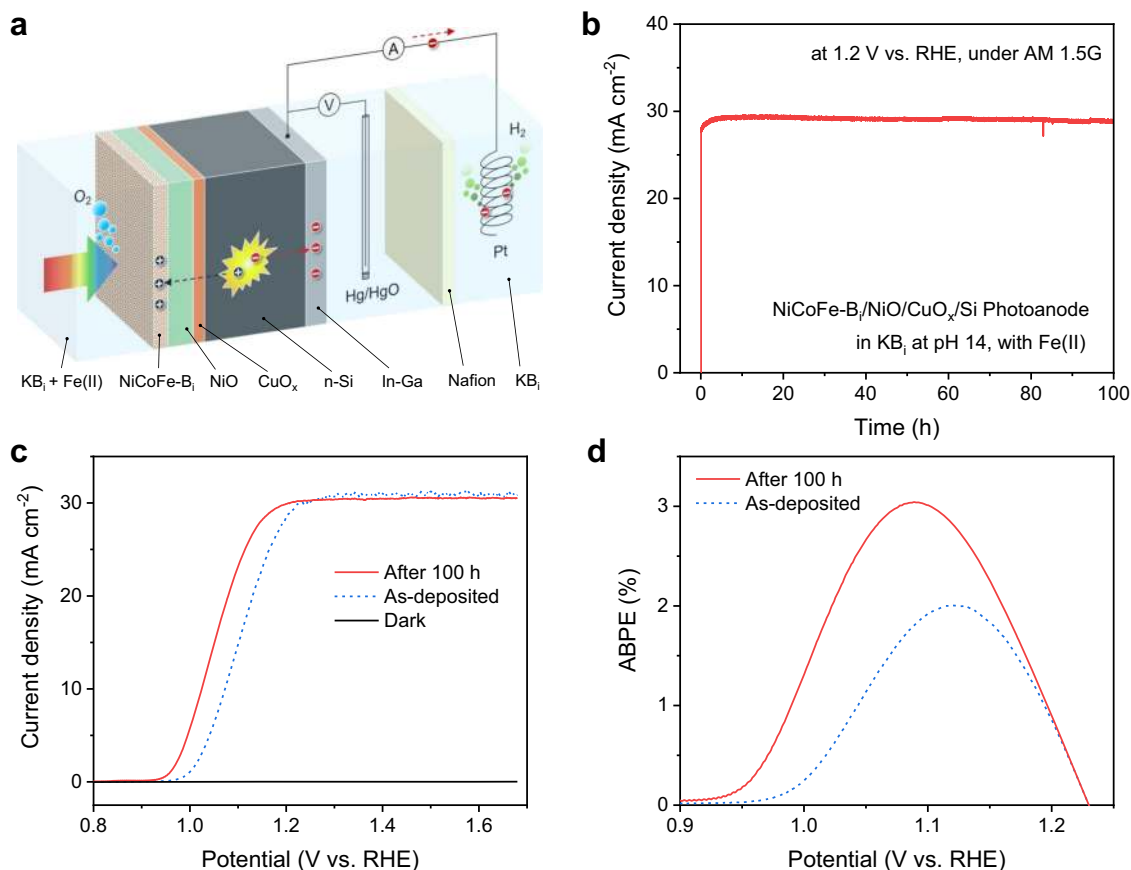 a
A
V
H₂
O₂
Pt
Hg/HgO
KBᵢ + Fe(II) NiCoFe-Bᵢ NiO CuOₓ n-Si In-Ga Nafion KBᵢ
b
Current density (mA cm⁻²)
40
30
20
10
0
at 1.2 V vs. RHE, under AM 1.5G
NiCoFe-Bᵢ/NiO/CuOₓ/Si Photoanode
in KBᵢ at pH 14, with Fe(II)
0 20 40 60 80 100
Time (h)
c
Current density (mA cm⁻²)
30
20
10
0
After 100 h
As-deposited
Dark
0.8 1.0 1.2 1.4 1.6
Potential (V vs. RHE)
d
ABPE (%)
3
2
1
0
After 100 h
As-deposited
0.9 1.0 1.1 1.2
Potential (V vs. RHE)